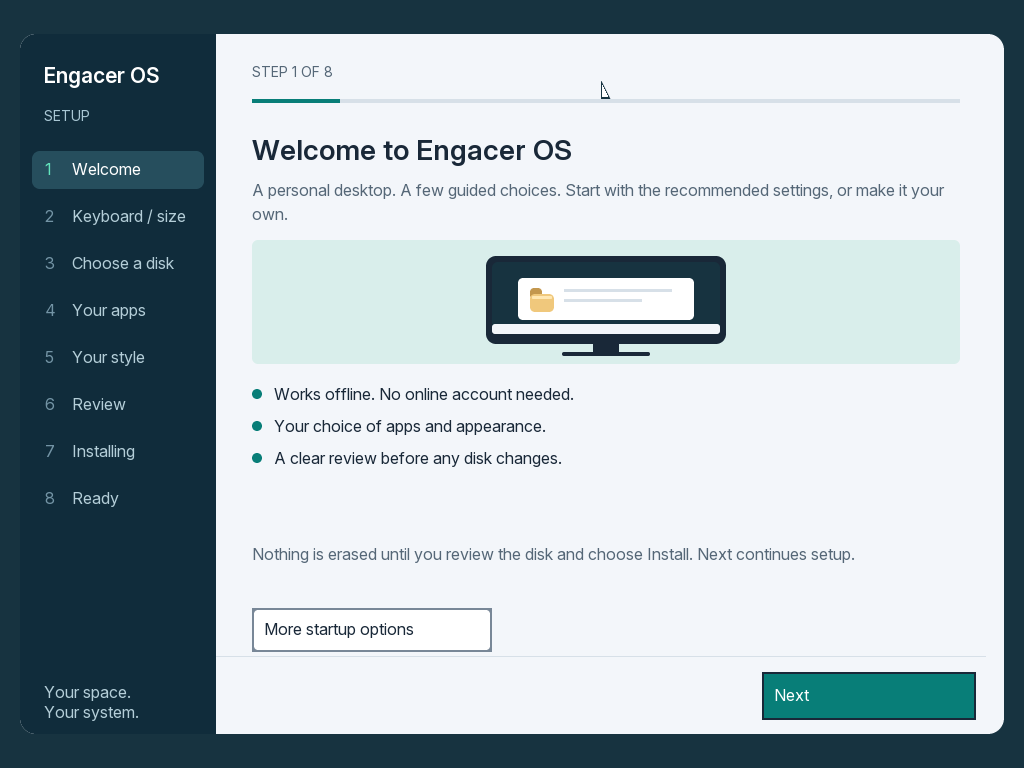 Engacer OS
SETUP
1 Welcome
2 Keyboard / size
3 Choose a disk
4 Your apps
5 Your style
6 Review
7 Installing
8 Ready
Your space.
Your system.
STEP 1 OF 8
Welcome to Engacer OS
A personal desktop. A few guided choices. Start with the recommended settings, or make it your
own.
Works offline. No online account needed.
Your choice of apps and appearance.
A clear review before any disk changes.
Nothing is erased until you review the disk and choose Install. Next continues setup.
More startup options
Next